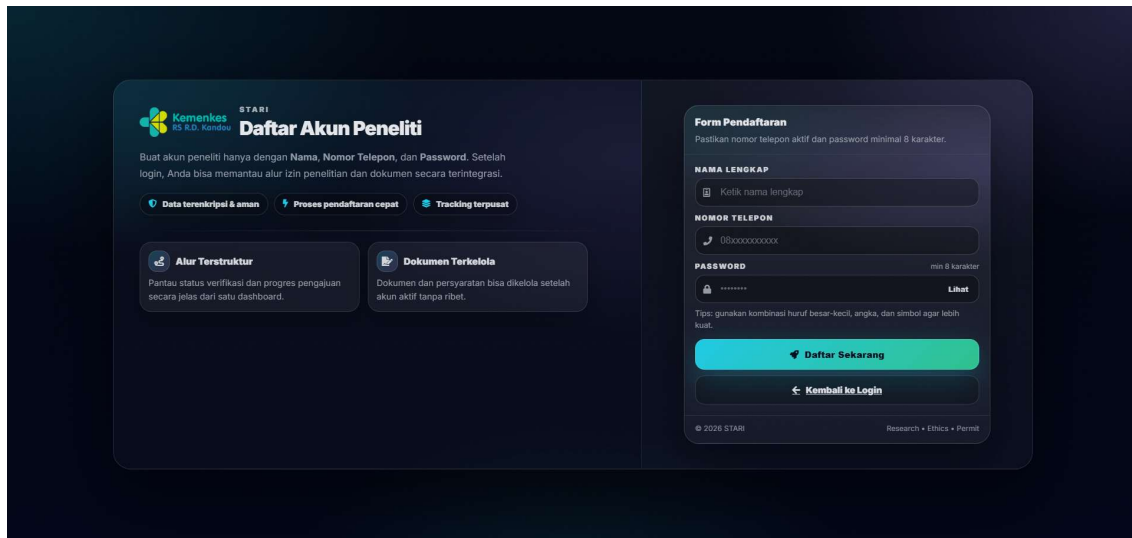 Kemenkes
RS R.D. Kandou
STARI
Daftar Akun Peneliti
Buat akun peneliti hanya dengan Nama, Nomor Telepon, dan Password. Setelah
login, Anda bisa memantau alur izin penelitian dan dokumen secara terintegrasi.
Data terenkripsi & aman
Proses pendaftaran cepat
Tracking terpusat
Alur Terstruktur
Pantau status verifikasi dan progres pengajuan
secara jelas dari satu dashboard.
Dokumen Terkelola
Dokumen dan persyaratan bisa dikelola setelah
akun aktif tanpa ribet.
Form Pendaftaran
Pastikan nomor telepon aktif dan password minimal 8 karakter.
NAMA LENGKAP
Ketik nama lengkap
NOMOR TELEPON
08xxxxxxxxxx
PASSWORD
min 8 karakter
••••••••
Lihat
Tips: gunakan kombinasi huruf besar-kecil, angka, dan simbol agar lebih
kuat.
Daftar Sekarang
Kembali ke Login
© 2026 STARI
Research • Ethics • Permit